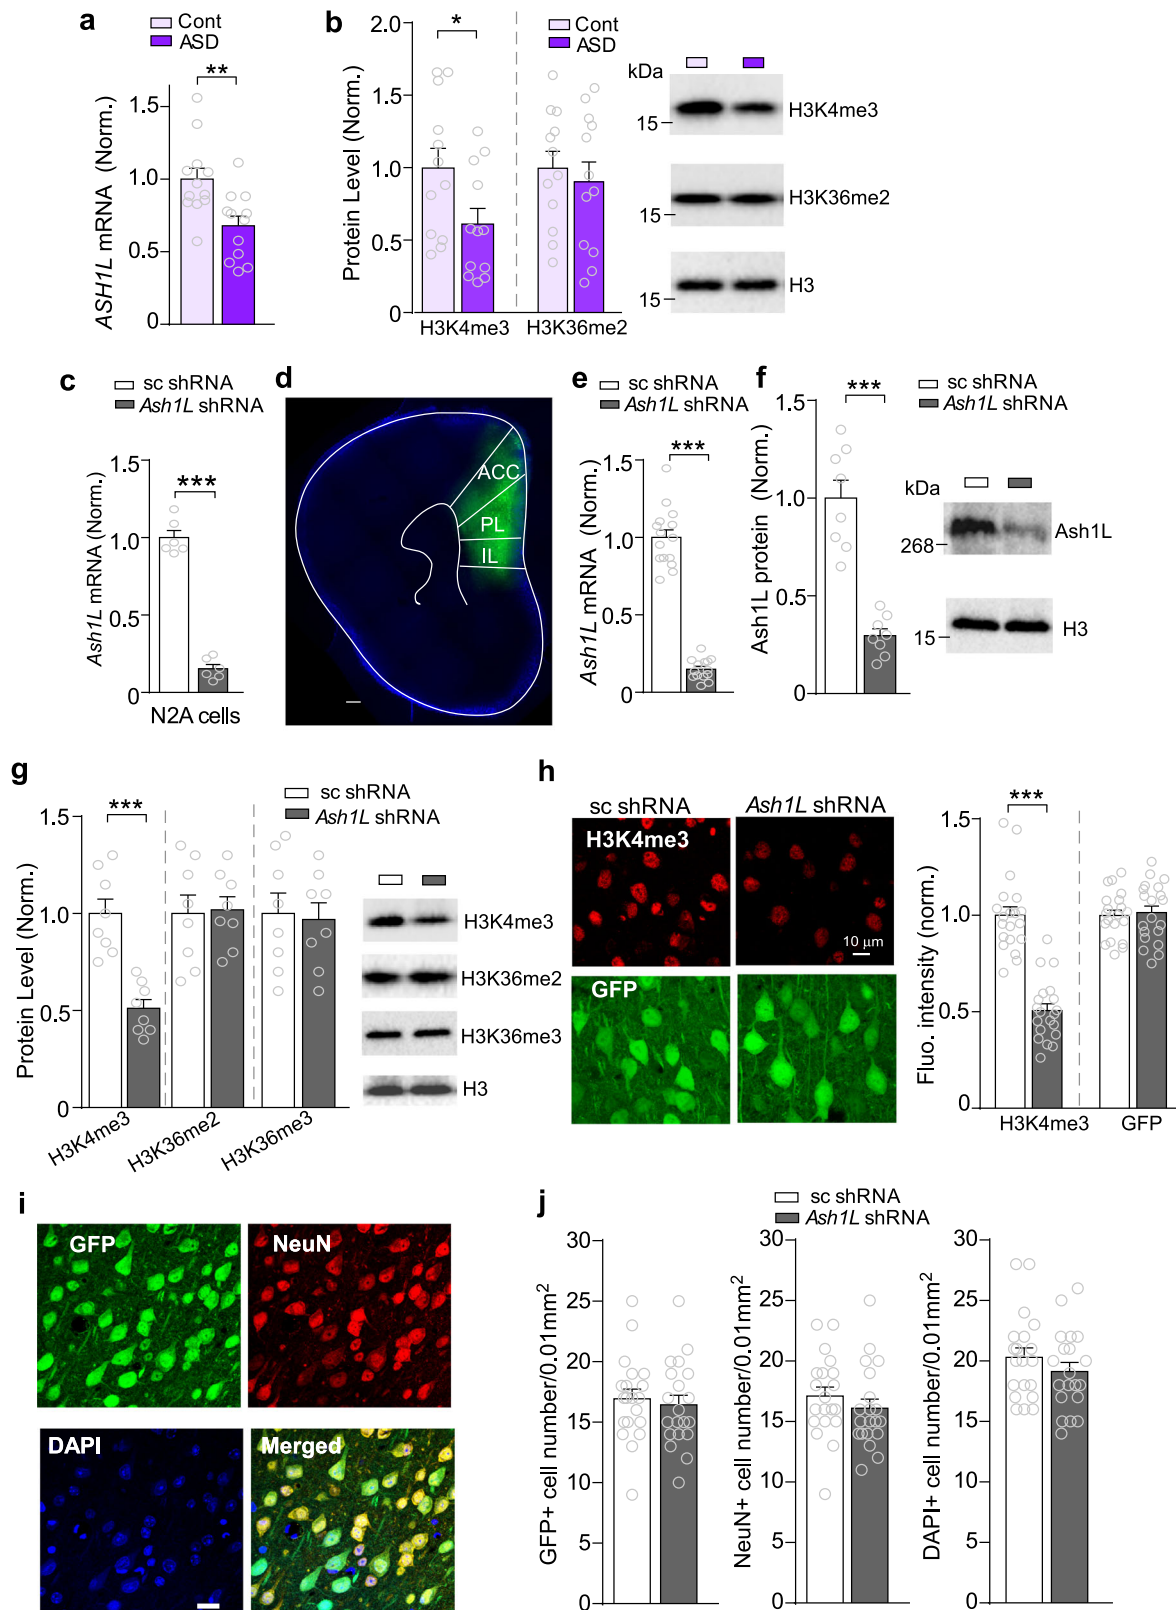 a
Cont
ASD
**
ASH1L mRNA (Norm.)
1.5
1.0
0.5
0
b
Cont
ASD
*
Protein Level (Norm.)
2.0
1.5
1.0
0.5
0
H3K4me3
H3K36me2
kDa
15
H3K4me3
15
H3K36me2
15
H3
c
sc shRNA
Ash1L shRNA
***
Ash1L mRNA (Norm.)
1.5
1.0
0.5
0
N2A cells
d
ACC
PL
IL
e
sc shRNA
Ash1L shRNA
***
Ash1L mRNA (Norm.)
1.5
1.0
0.5
0
f
sc shRNA
Ash1L shRNA
***
Ash1L protein (Norm.)
1.5
1.0
0.5
0
kDa
268
Ash1L
15
H3
g
sc shRNA
Ash1L shRNA
***
Protein Level (Norm.)
1.5
1.0
0.5
0
H3K4me3
H3K36me2
H3K36me3
H3K4me3
H3K36me2
H3K36me3
H3
h
sc shRNA
Ash1L shRNA
H3K4me3
10 μm
GFP
***
Fluo. intensity (norm.)
1.5
1.0
0.5
0
H3K4me3
GFP
i
GFP
NeuN
DAPI
Merged
j
sc shRNA
Ash1L shRNA
GFP+ cell number/0.01mm²
30
25
20
15
10
5
0
NeuN+ cell number/0.01mm²
30
25
20
15
10
5
0
DAPI+ cell number/0.01mm²
30
25
20
15
10
5
0